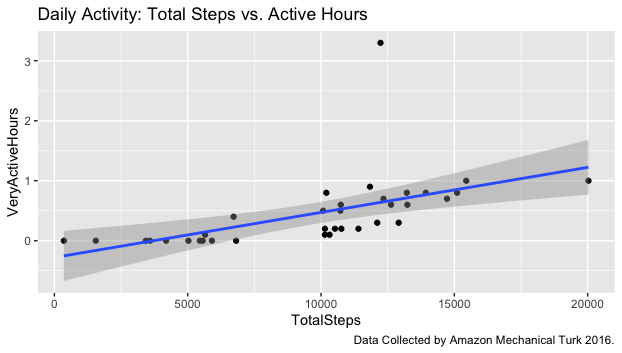 Daily Activity: Total Steps vs. Active Hours
3
2
1
0
VeryActiveHours
0
5000
10000
15000
20000
TotalSteps
Data Collected by Amazon Mechanical Turk 2016.